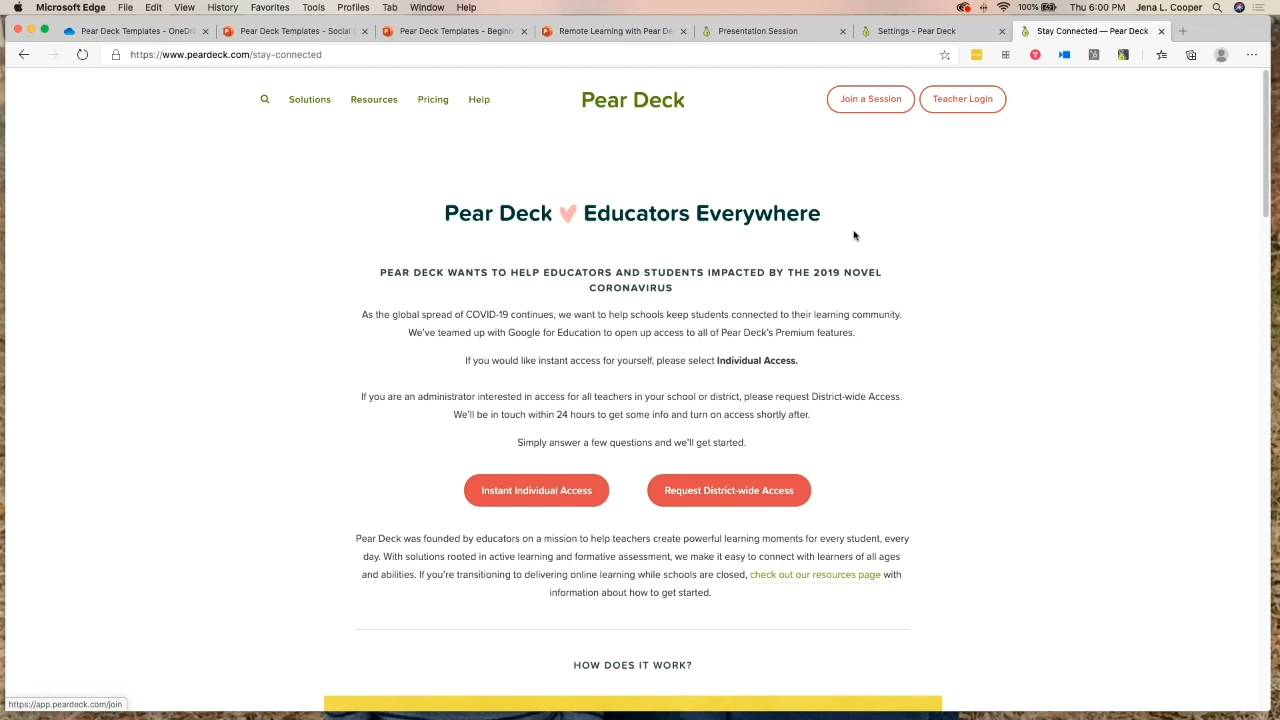 Microsoft Edge File Edit View History Favorites Tools Profiles Tab Window Help 100% Thu 6:00 PM Jena L. Cooper
Pear Deck Templates - OneDri Pear Deck Templates - Social Pear Deck Templates - Beginn Remote Learning with Pear De Presentation Session Settings - Pear Deck Stay Connected — Pear Deck
https://www.peardeck.com/stay-connected
Solutions Resources Pricing Help Pear Deck Join a Session Teacher Login
Pear Deck Educators Everywhere
PEAR DECK WANTS TO HELP EDUCATORS AND STUDENTS IMPACTED BY THE 2019 NOVEL
CORONAVIRUS
As the global spread of COVID-19 continues, we want to help schools keep students connected to their learning community.
We've teamed up with Google for Education to open up access to all of Pear Deck's Premium features.
If you would like instant access for yourself, please select Individual Access.
If you are an administrator interested in access for all teachers in your school or district, please request District-wide Access.
We'll be in touch within 24 hours to get some info and turn on access shortly after.
Simply answer a few questions and we'll get started.
Instant Individual Access Request District-wide Access
Pear Deck was founded by educators on a mission to help teachers create powerful learning moments for every student, every
day. With solutions rooted in active learning and formative assessment, we make it easy to connect with learners of all ages
and abilities. If you're transitioning to delivering online learning while schools are closed, check out our resources page with
information about how to get started.
HOW DOES IT WORK?
https://app.peardeck.com/join